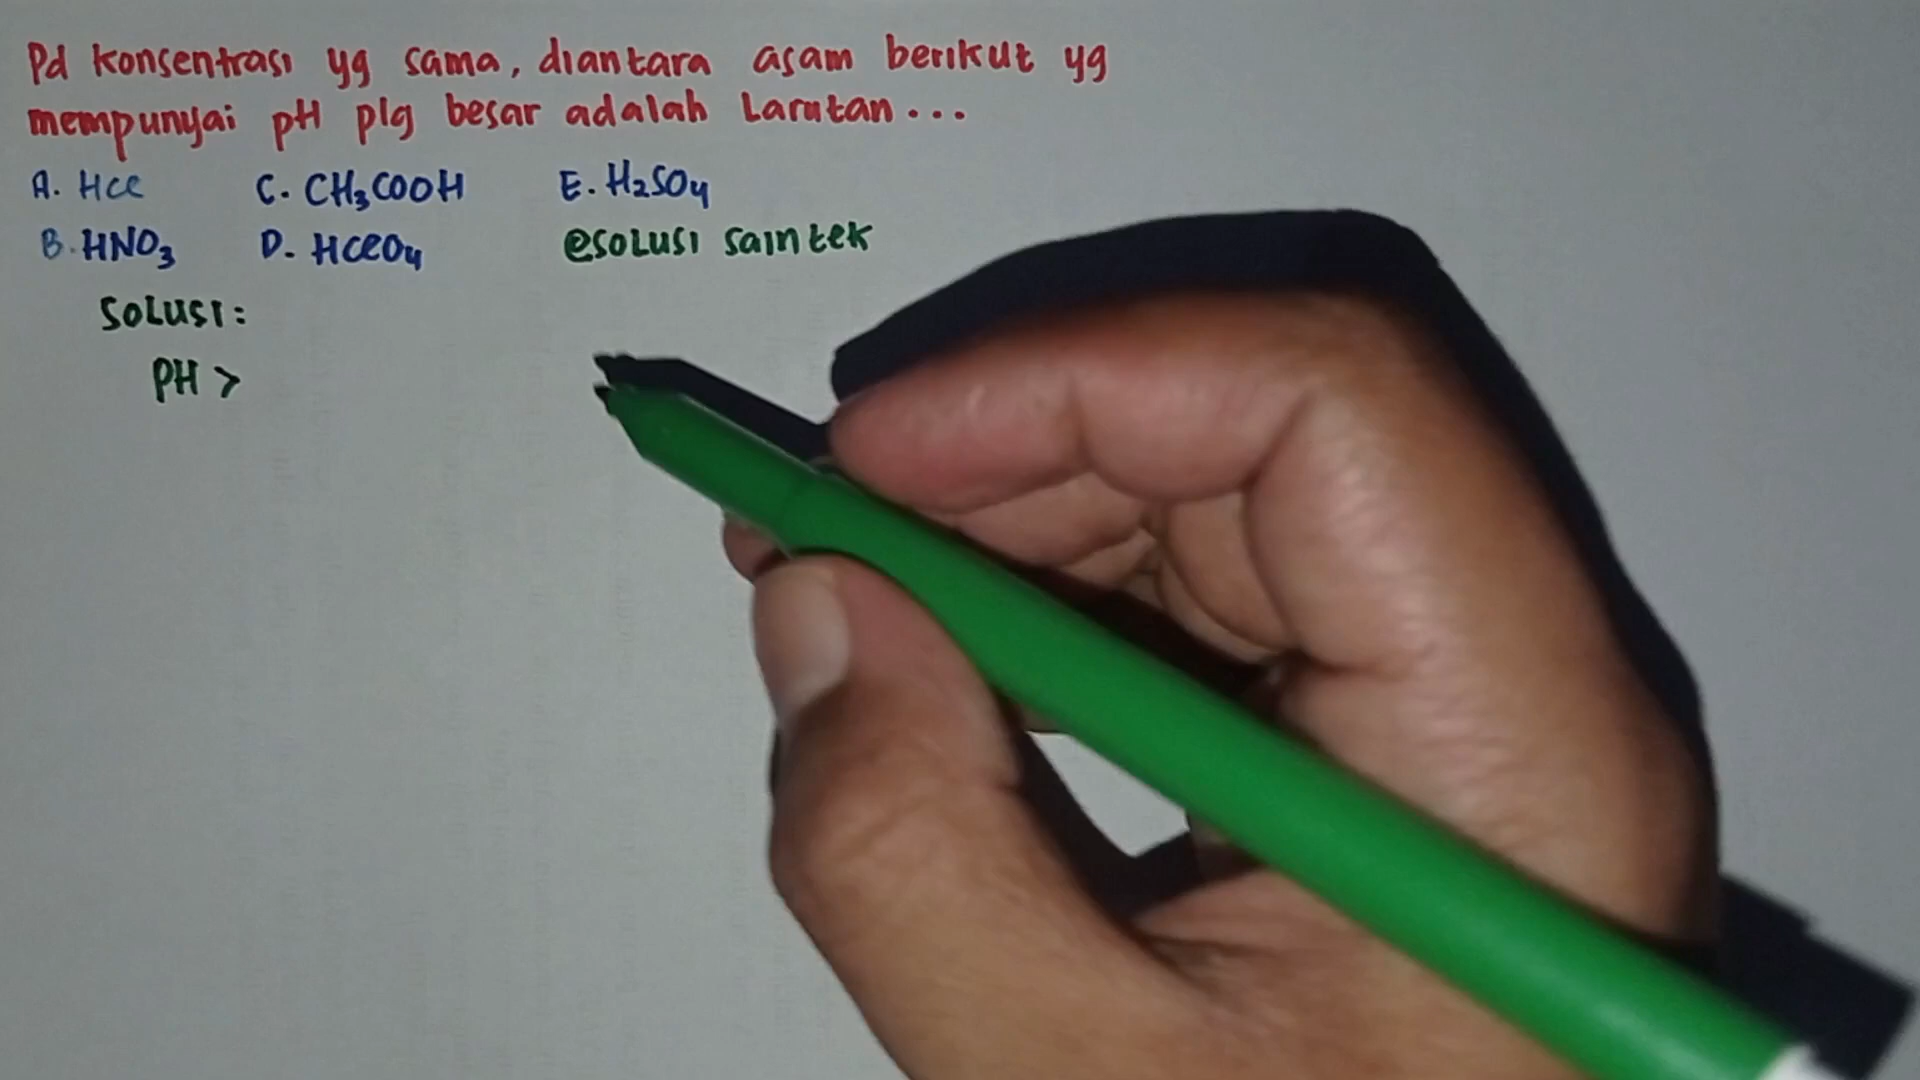 Pd konsentrasi yg sama, diantara asam berikut yg
mempunyai pH plg besar adalah Larutan...
A. HCl C. CH₃COOH E. H₂SO₄
B. HNO₃ D. HClO₄ @solusi saintek
SOLUSI:
PH >